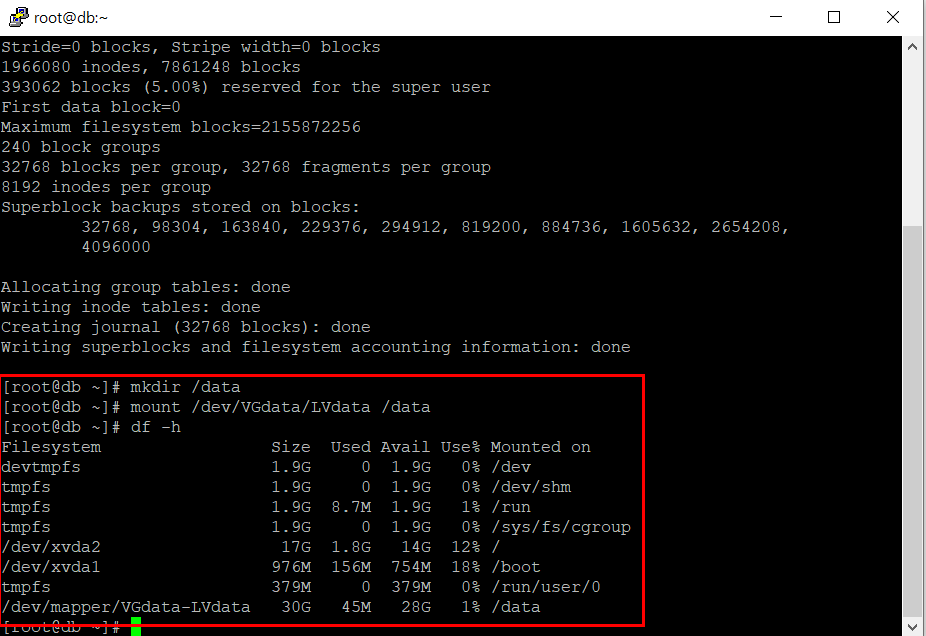 root@db:~
Stride=0 blocks, Stripe width=0 blocks
1966080 inodes, 7861248 blocks
393062 blocks (5.00%) reserved for the super user
First data block=0
Maximum filesystem blocks=2155872256
240 block groups
32768 blocks per group, 32768 fragments per group
8192 inodes per group
Superblock backups stored on blocks:
        32768, 98304, 163840, 229376, 294912, 819200, 884736, 1605632, 2654208,
        4096000
Allocating group tables: done
Writing inode tables: done
Creating journal (32768 blocks): done
Writing superblocks and filesystem accounting information: done
[root@db ~]# mkdir /data
[root@db ~]# mount /dev/VGdata/LVdata /data
[root@db ~]# df -h
Filesystem                 Size  Used Avail Use% Mounted on
devtmpfs                   1.9G     0  1.9G   0% /dev
tmpfs                      1.9G     0  1.9G   0% /dev/shm
tmpfs                      1.9G  8.7M  1.9G   1% /run
tmpfs                      1.9G     0  1.9G   0% /sys/fs/cgroup
/dev/xvda2                  17G  1.8G   14G  12% /
/dev/xvda1                 976M  156M  754M  18% /boot
tmpfs                      379M     0  379M   0% /run/user/0
/dev/mapper/VGdata-LVdata   30G   45M   28G   1% /data
[root@db ~]#